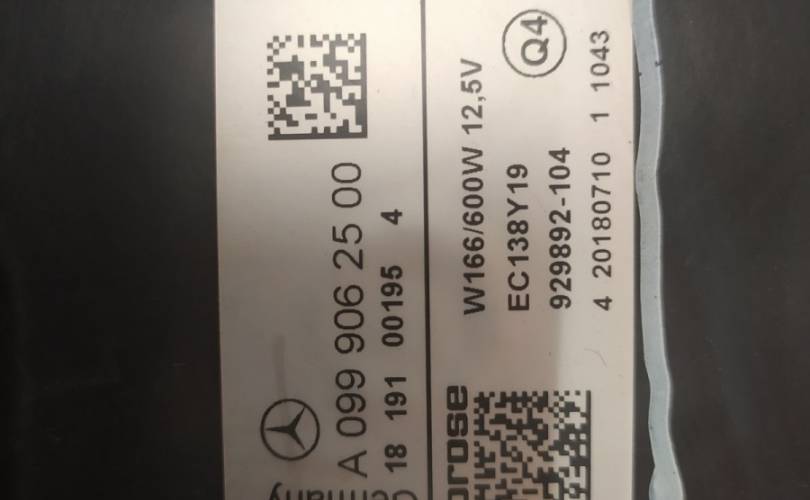 A 099 906 25 00
18 191 00195 4
W166/600W 12,5V
EC138Y19
929892-104
4 20180710 1 1043
Q4
rose